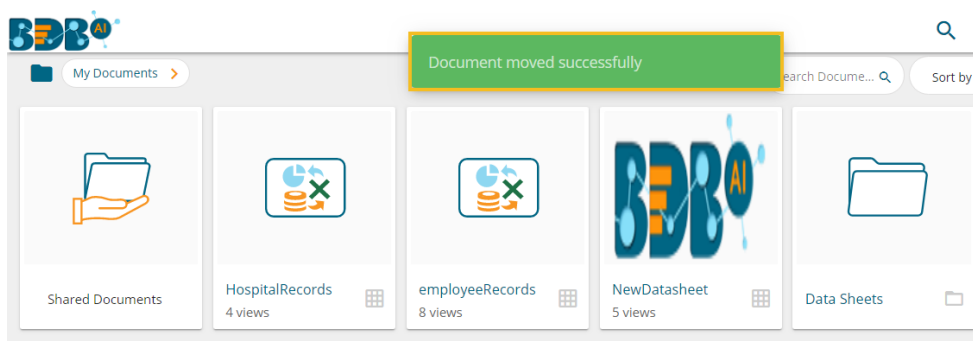 BDB AI
Document moved successfully
My Documents
earch Docume...
Sort by
BDB AI
Shared Documents
HospitalRecords
4 views
employeeRecords
8 views
NewDatasheet
5 views
Data Sheets